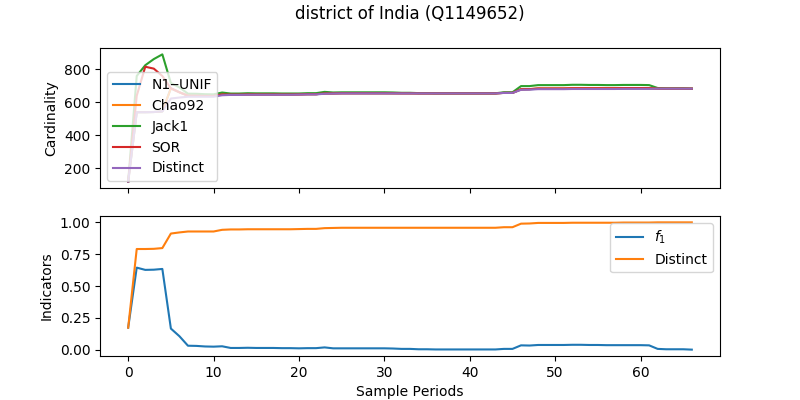 district of India (Q1149652)
800
600
400
200
Cardinality
N1−UNIF
Chao92
Jack1
SOR
Distinct
1.00
0.75
0.50
0.25
0.00
Indicators
f1
Distinct
0 10 20 30 40 50 60
Sample Periods